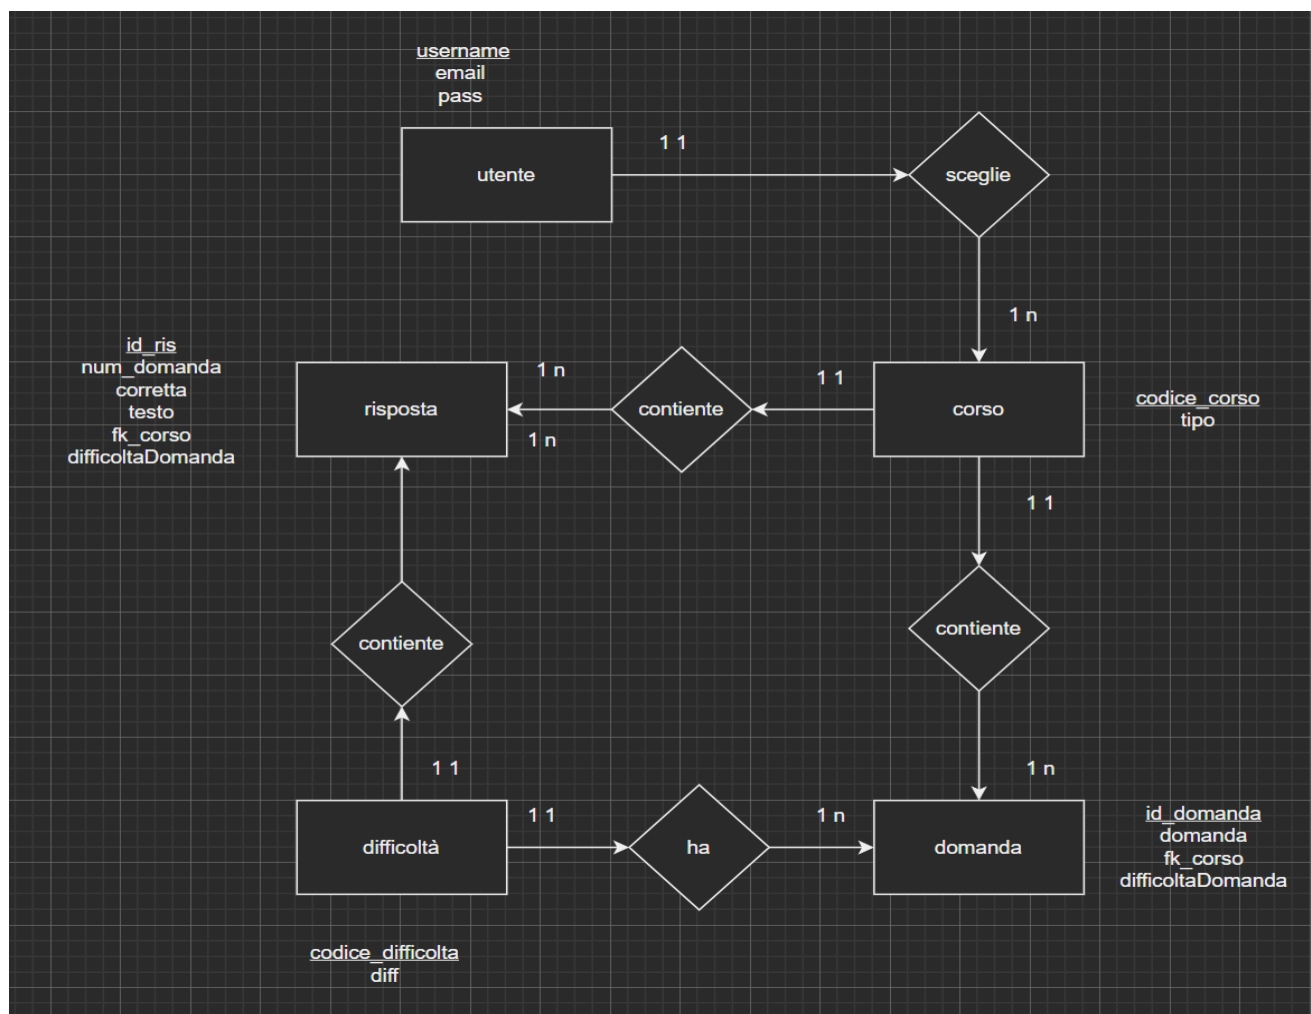 username
email
pass
1 1
utente
sceglie
1 n
id_ris
num_domanda
corretta
testo
fk_corso
difficoltaDomanda
1 n
1 1
risposta
contiente
corso
1 n
codice_corso
tipo
1 1
contiente
contiente
1 1
1 n
1 1
1 n
difficoltà
ha
domanda
id_domanda
domanda
fk_corso
difficoltaDomanda
codice_difficolta
diff